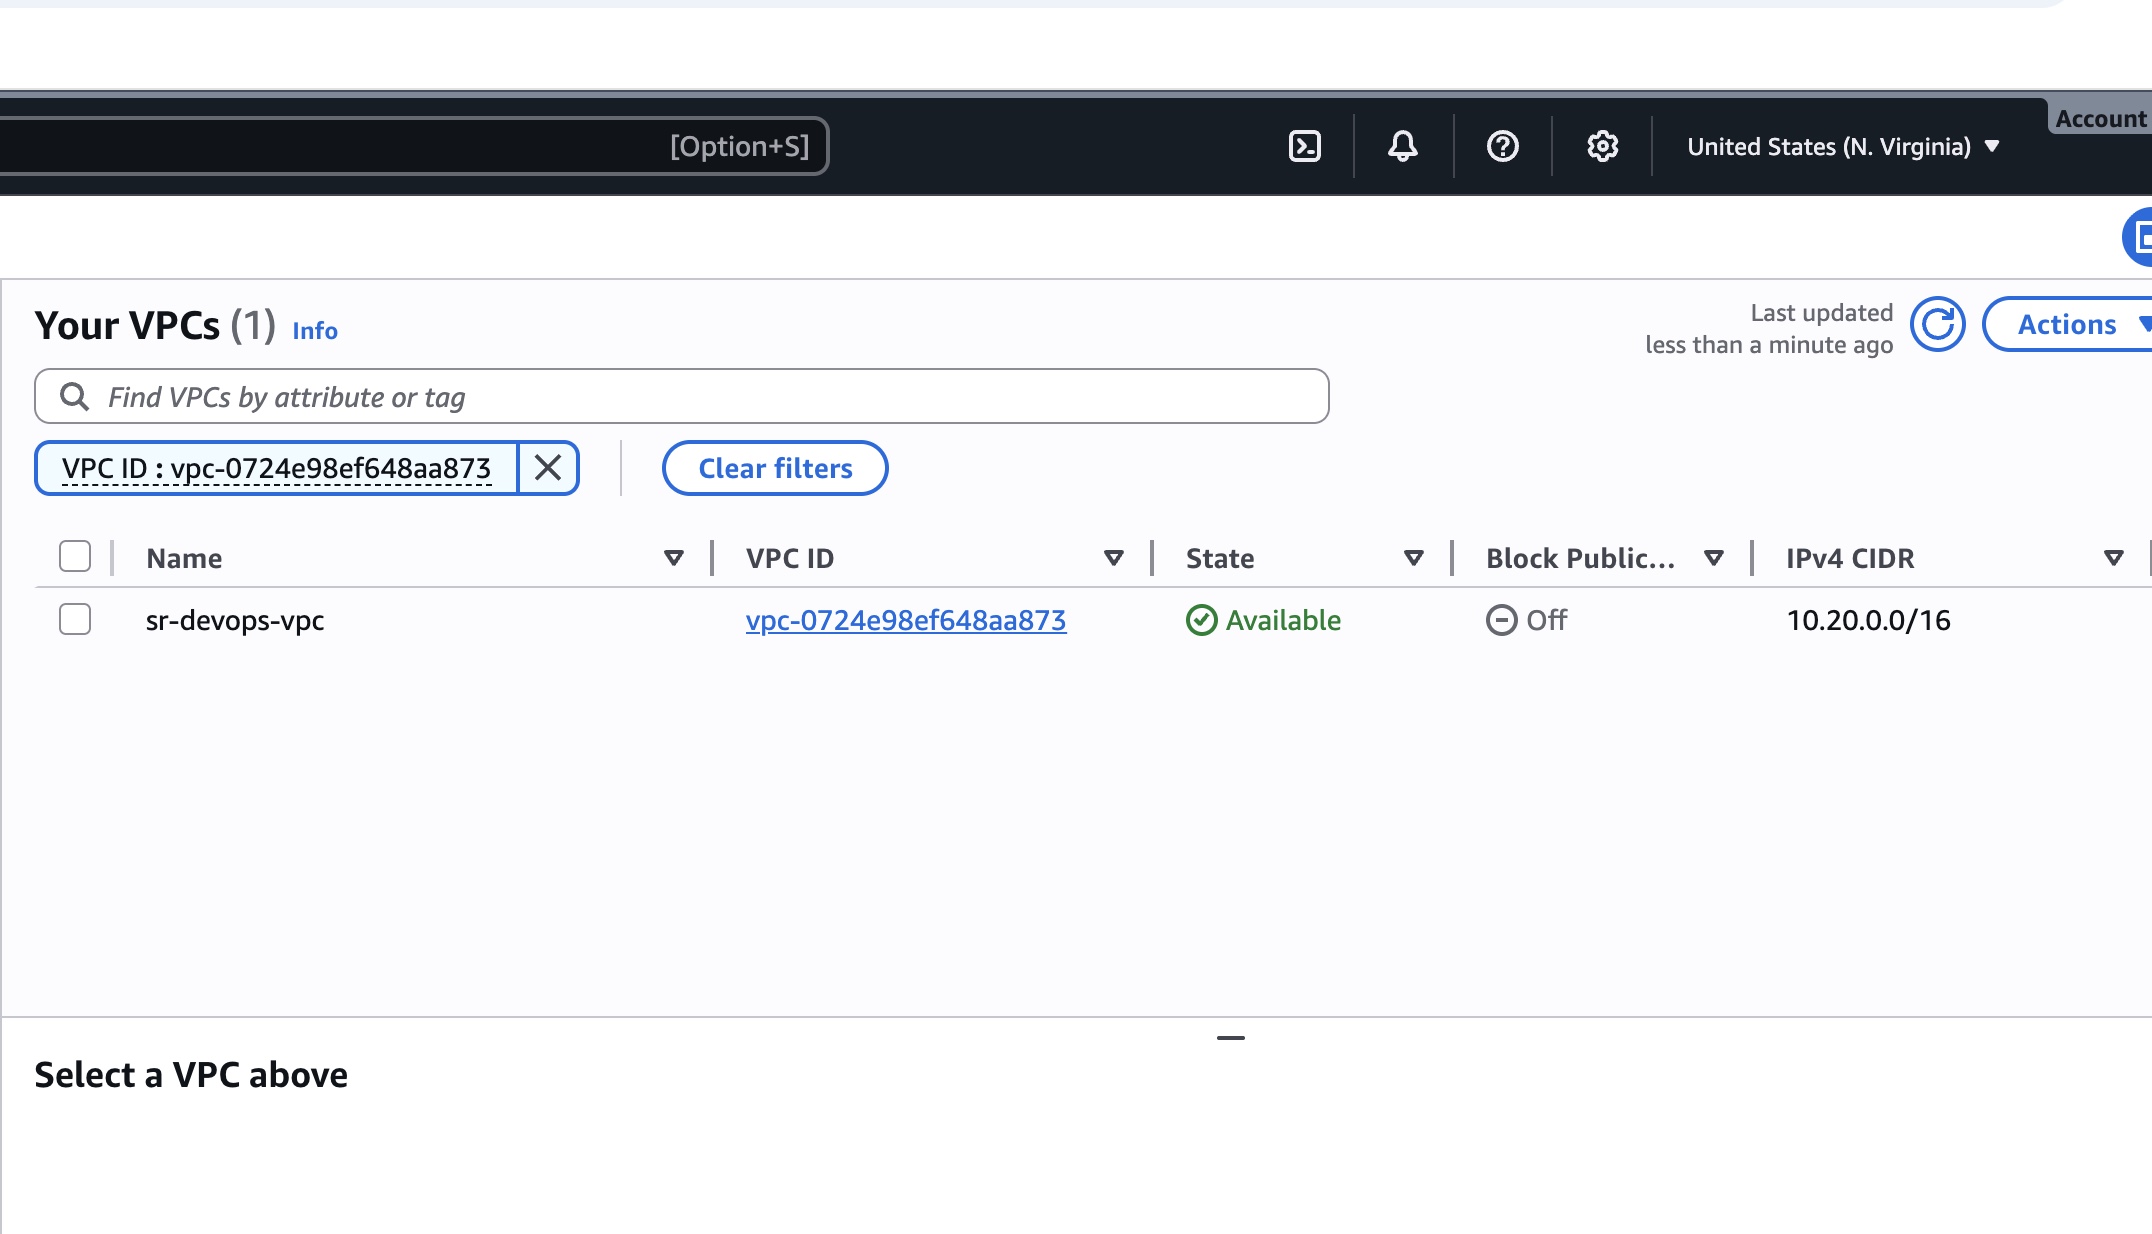 [Option+S]
United States (N. Virginia)
Account
Your VPCs (1) Info
Last updated
less than a minute ago
Actions
Find VPCs by attribute or tag
VPC ID : vpc-0724e98ef648aa873
Clear filters
Name VPC ID State Block Public... IPv4 CIDR
sr-devops-vpc vpc-0724e98ef648aa873 Available Off 10.20.0.0/16
Select a VPC above